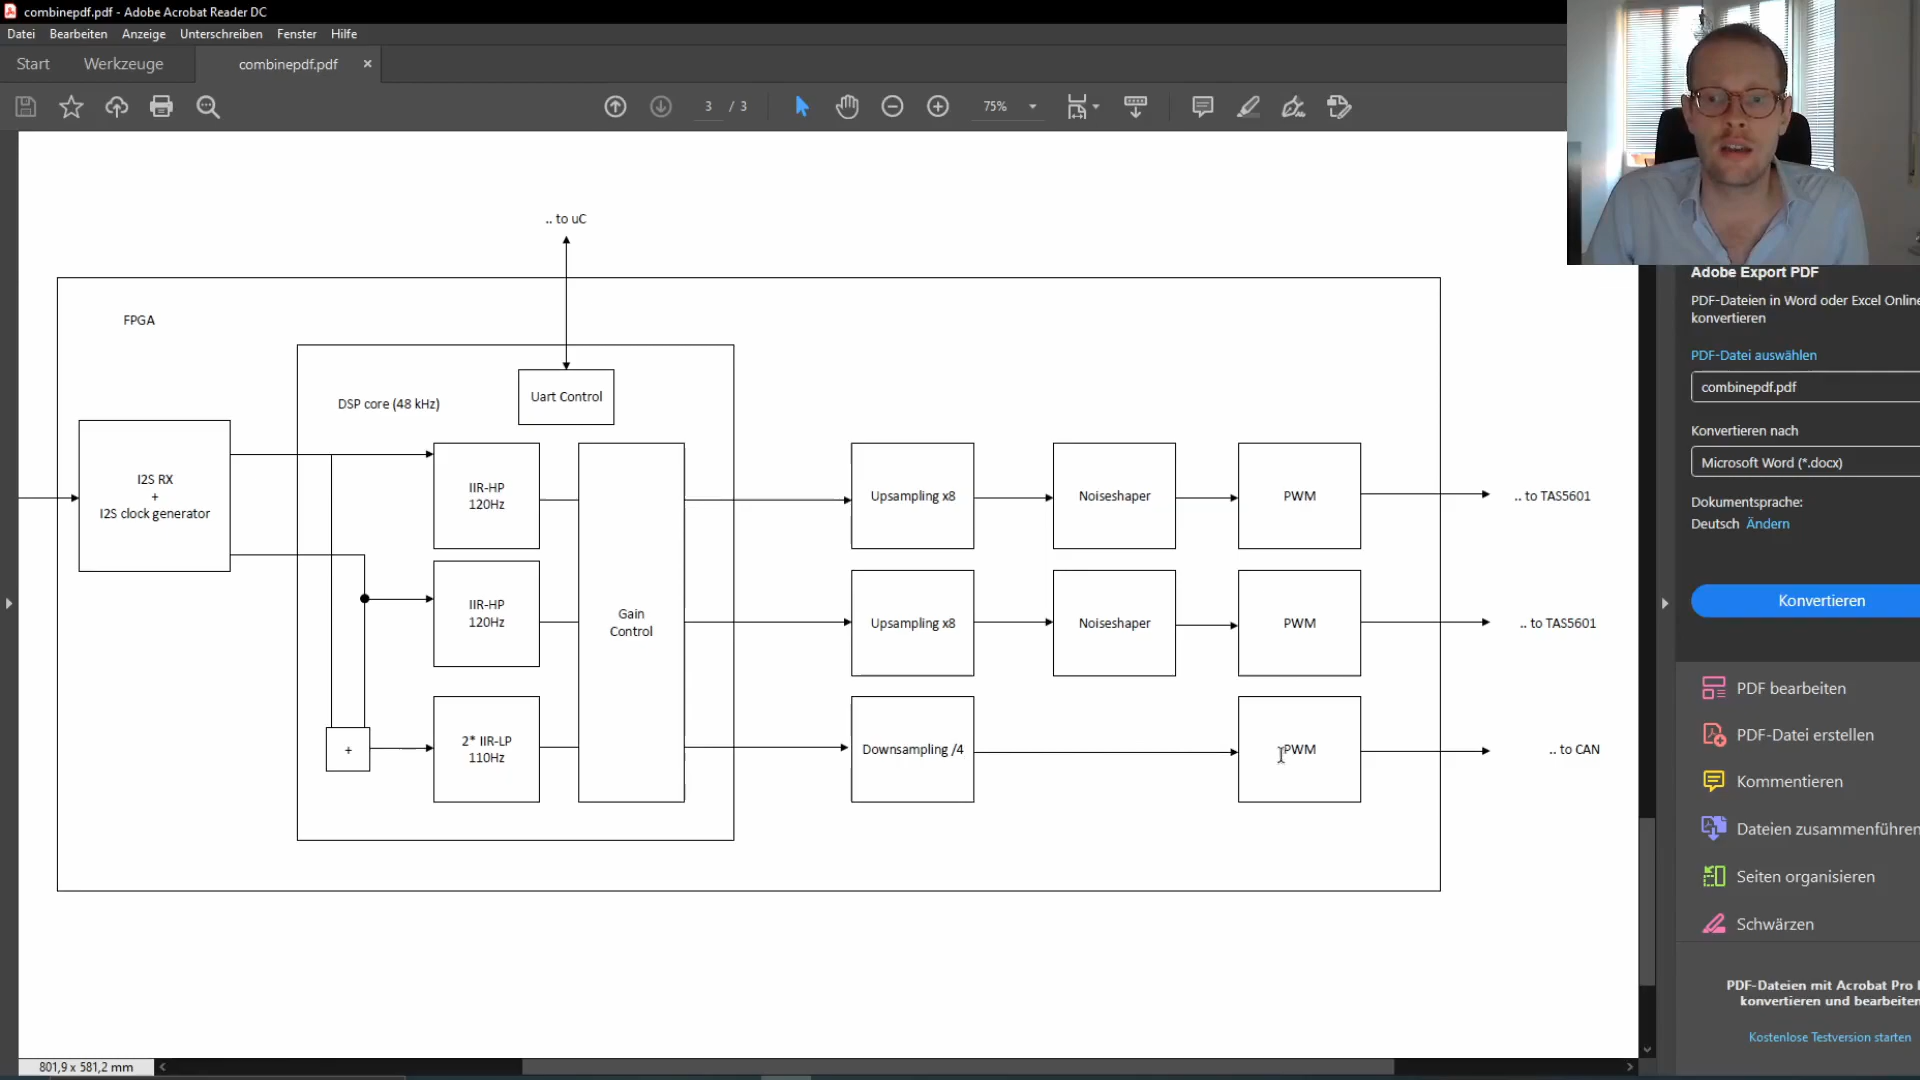 combinepdf.pdf - Adobe Acrobat Reader DC
Datei Bearbeiten Anzeige Unterschreiben Fenster Hilfe
Start Werkzeuge combinepdf.pdf ×
3 / 3 75%
.. to uC
FPGA
DSP core (48 kHz)
Uart Control
I2S RX
+
I2S clock generator
IIR-HP
120Hz
IIR-HP
120Hz
+
2* IIR-LP
110Hz
Gain
Control
Upsampling x8
Noiseshaper
PWM
.. to TAS5601
Upsampling x8
Noiseshaper
PWM
.. to TAS5601
Downsampling /4
PWM
.. to CAN
801,9 x 581,2 mm
Adobe Export PDF
PDF-Dateien in Word oder Excel Online
konvertieren
PDF-Datei auswählen
combinepdf.pdf
Konvertieren nach
Microsoft Word (*.docx)
Dokumentsprache:
Deutsch Ändern
Konvertieren
PDF bearbeiten
PDF-Datei erstellen
Kommentieren
Dateien zusammenführen
Seiten organisieren
Schwärzen
PDF-Dateien mit Acrobat Pro
konvertieren und bearbeiten
Kostenlose Testversion starten